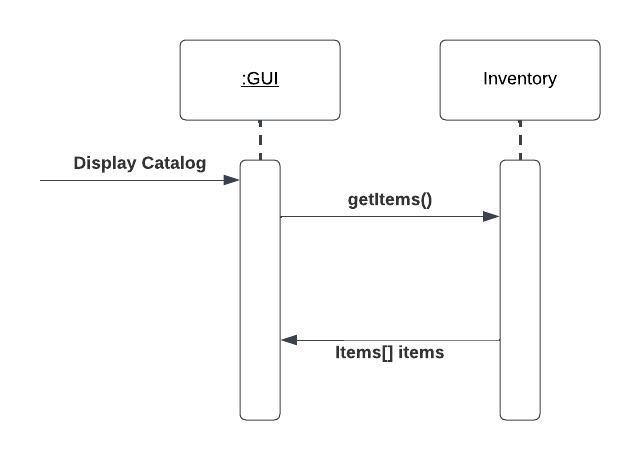 :GUI
Inventory
Display Catalog
getItems()
Items[] items